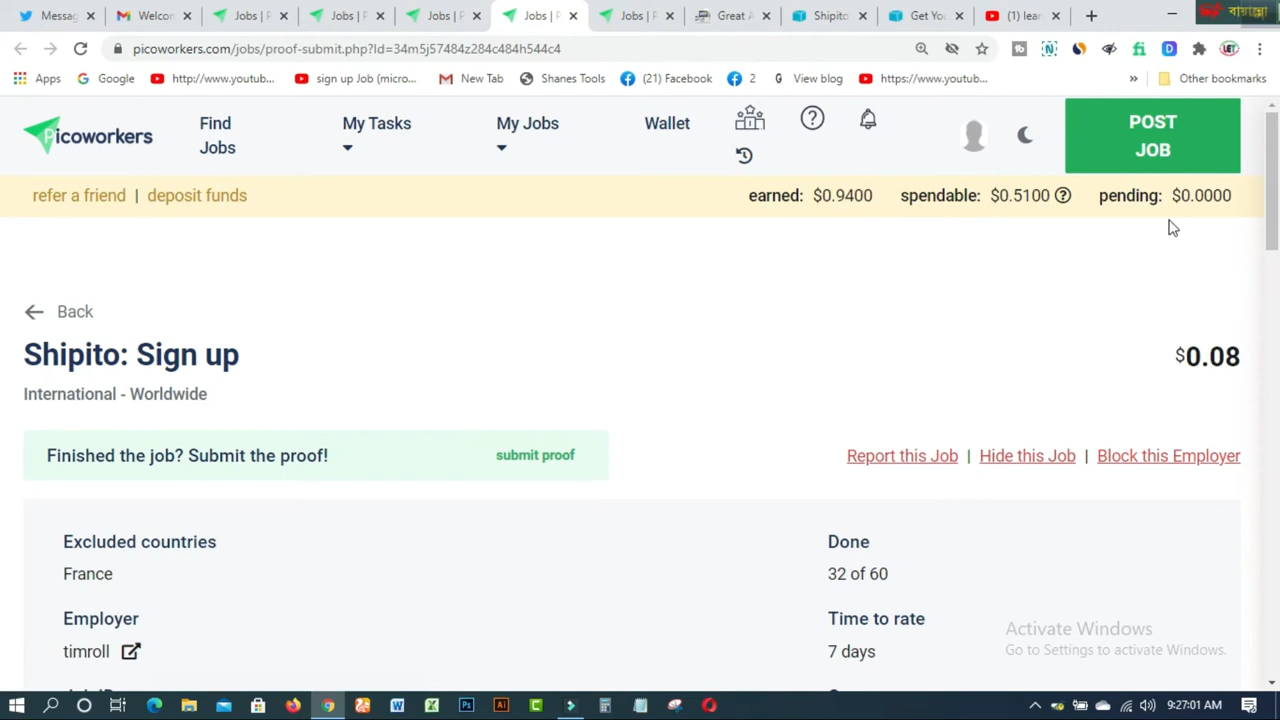 Messag
Welcon
Jobs | P
Jobs | P
Jobs | P
Jobs | P
Jobs | P
Great A
Shipito
Get Yo
(1) lear
বায়ান্নো
picoworkers.com/jobs/proof-submit.php?Id=34m5j57484z284c484h544c4
Apps
Google
http://www.youtub...
sign up Job (micro...
New Tab
Shanes Tools
(21) Facebook
2
View blog
https://www.youtub...
»
Other bookmarks
picoworkers
Find Jobs
My Tasks
My Jobs
Wallet
POST
JOB
refer a friend | deposit funds
earned: $0.9400 spendable: $0.5100 pending: $0.0000
Back
Shipito: Sign up
$0.08
International - Worldwide
Finished the job? Submit the proof! submit proof
Report this Job | Hide this Job | Block this Employer
Excluded countries
Done
France
32 of 60
Employer
Time to rate
timroll
7 days
Activate Windows
Go to Settings to activate Windows.
9:27:01 AM